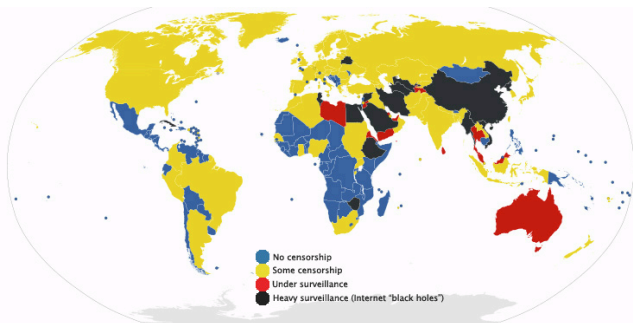 No censorship
Some censorship
Under surveillance
Heavy surveillance (Internet "black holes")